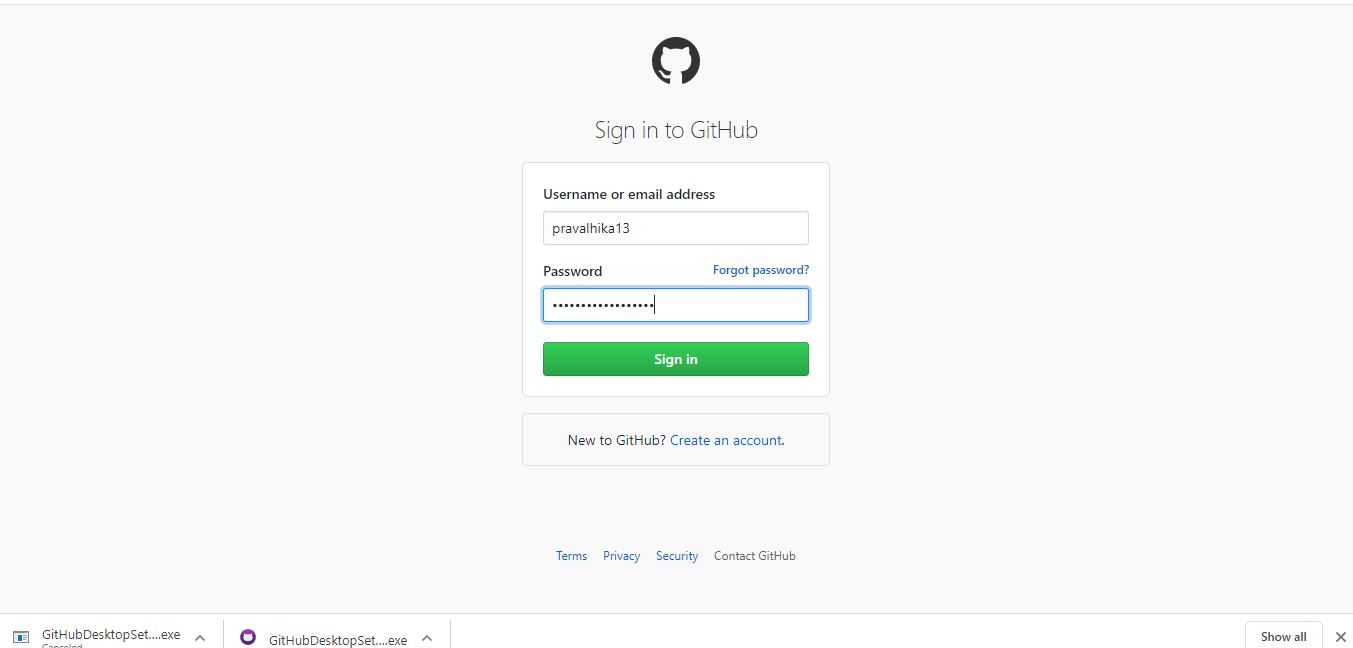 Sign in to GitHub
Username or email address
pravalhika13
Password Forgot password?
••••••••••••••••••
Sign in
New to GitHub? Create an account.
Terms Privacy Security Contact GitHub
GitHubDesktopSet....exe
Canceled
GitHubDesktopSet....exe
Show all